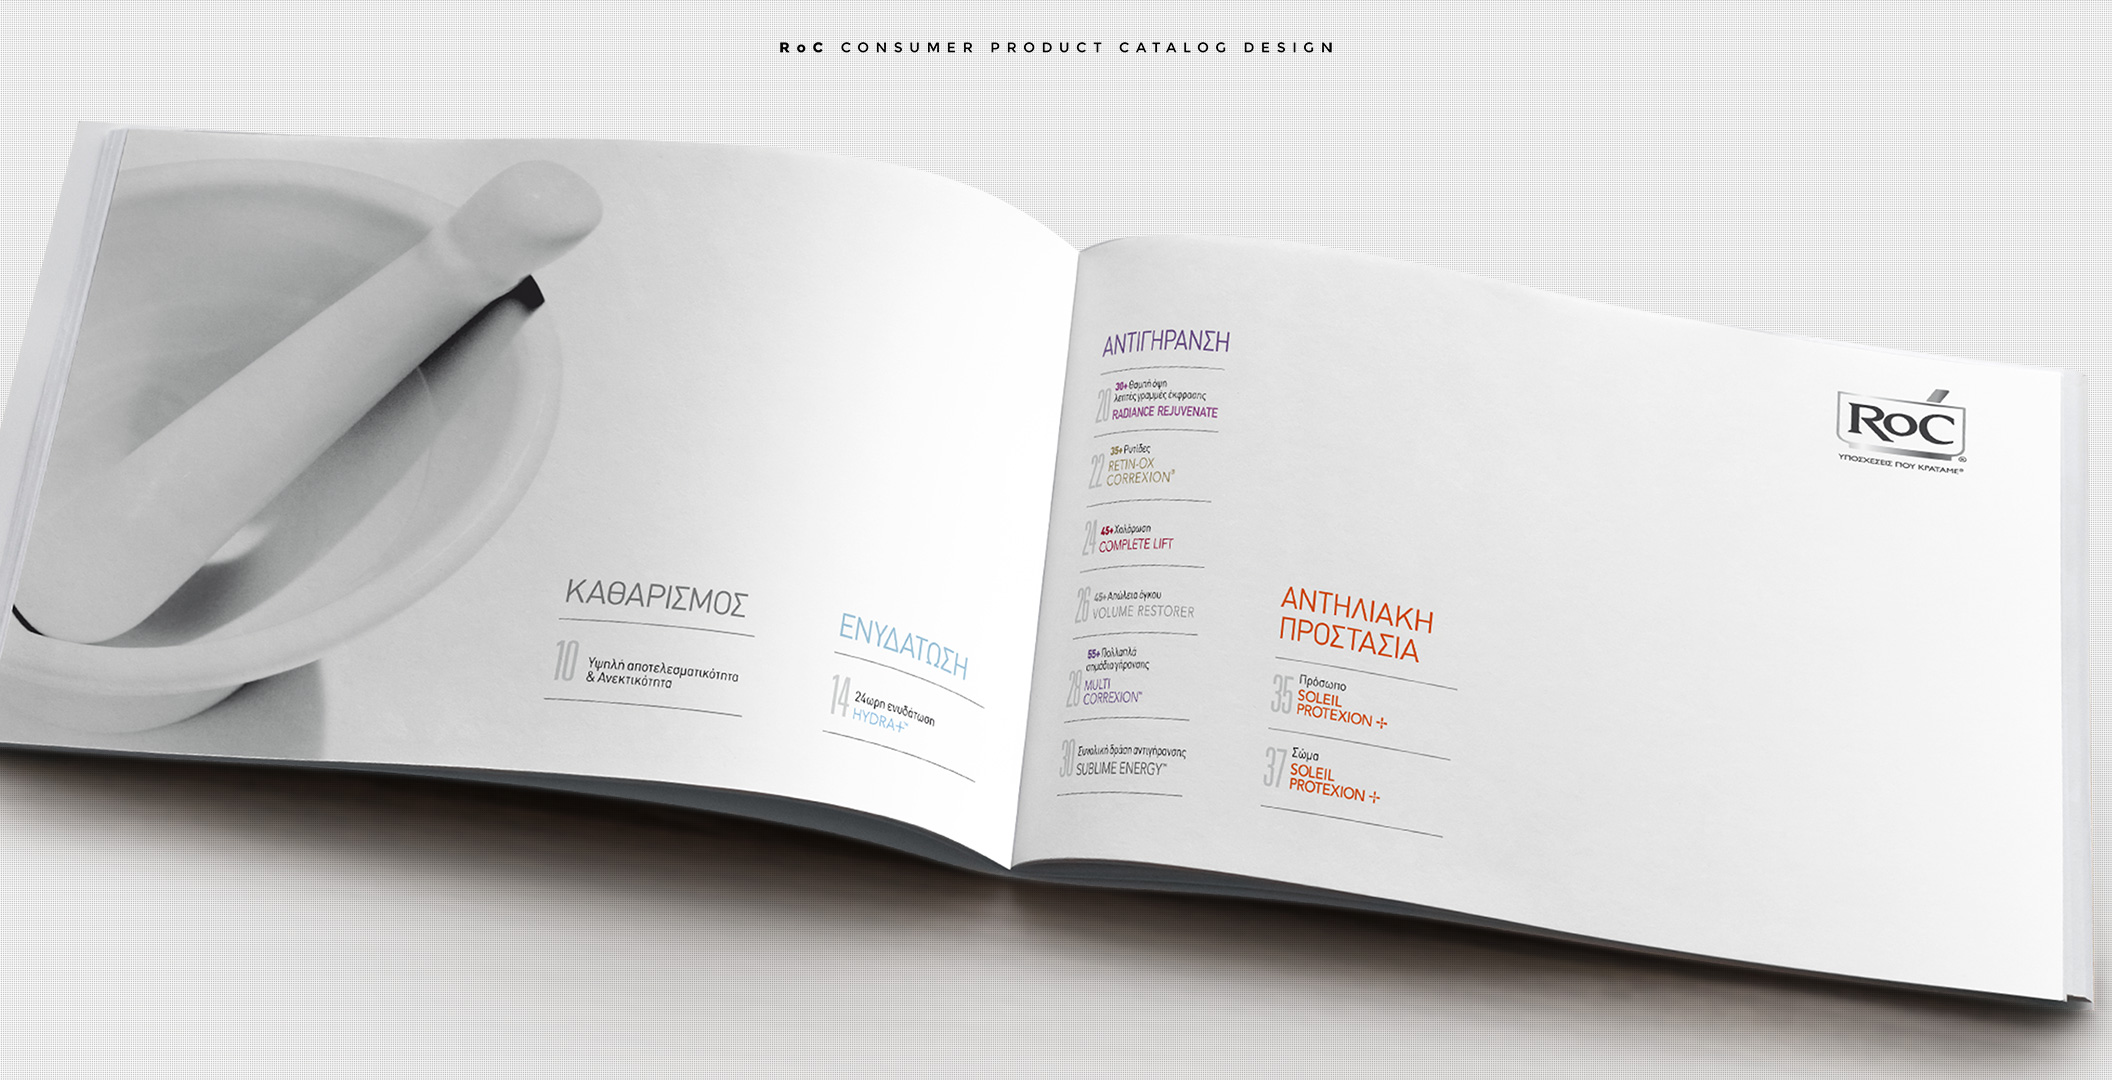 RoC CONSUMER PRODUCT CATALOG DESIGN
ΚΑΘΑΡΙΣΜΟΣ
10
Υψηλή αποτελεσματικότητα
& Ανεκτικότητα
ΕΝΥΔΑΤΩΣΗ
14
24ωρη ενυδάτωση
HYDRA+™
ΑΝΤΙΓΗΡΑΝΣΗ
20
30+ Θαμπή όψη
λεπτές γραμμές έκφρασης
RADIANCE REJUVENATE
22
35+ Ρυτίδες
RETIN-OX
CORREXION®
24
45+ Χαλάρωση
COMPLETE LIFT
26
45+ Απώλεια όγκου
VOLUME RESTORER
28
55+ Πολλαπλά
σημάδια γήρανσης
MULTI
CORREXION™
30
Συνολική δράση αντιγήρανσης
SUBLIME ENERGY™
ΑΝΤΗΛΙΑΚΗ
ΠΡΟΣΤΑΣΙΑ
35
Πρόσωπο
SOLEIL
PROTEXION +
37
Σώμα
SOLEIL
PROTEXION +
RoC®
ΥΠΟΣΧΕΣΕΙΣ ΠΟΥ ΚΡΑΤΑΜΕ®